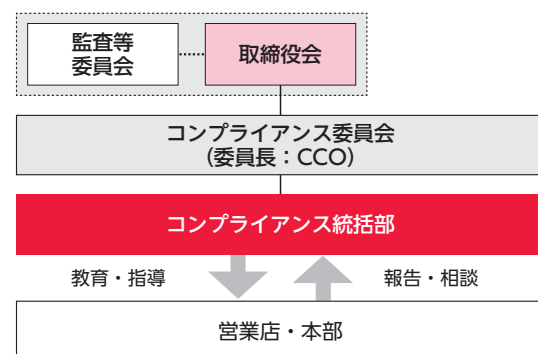 監査等
委員会
取締役会
コンプライアンス委員会
(委員長：CCO)
コンプライアンス統括部
教育・指導
報告・相談
営業店・本部